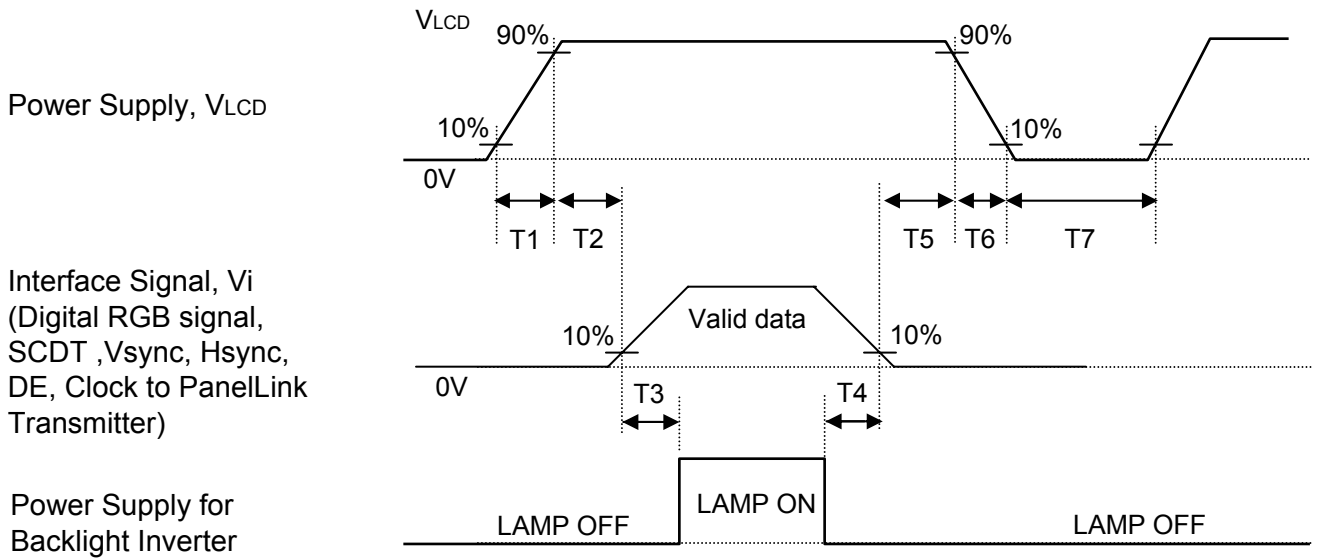 VLCD
90%
90%
Power Supply, VLCD
10%
10%
0V
T1
T2
T5
T6
T7
Interface Signal, Vi
(Digital RGB signal,
SCDT ,Vsync, Hsync,
DE, Clock to PanelLink
Transmitter)
Valid data
10%
10%
0V
T3
T4
Power Supply for
Backlight Inverter
LAMP OFF
LAMP ON
LAMP OFF